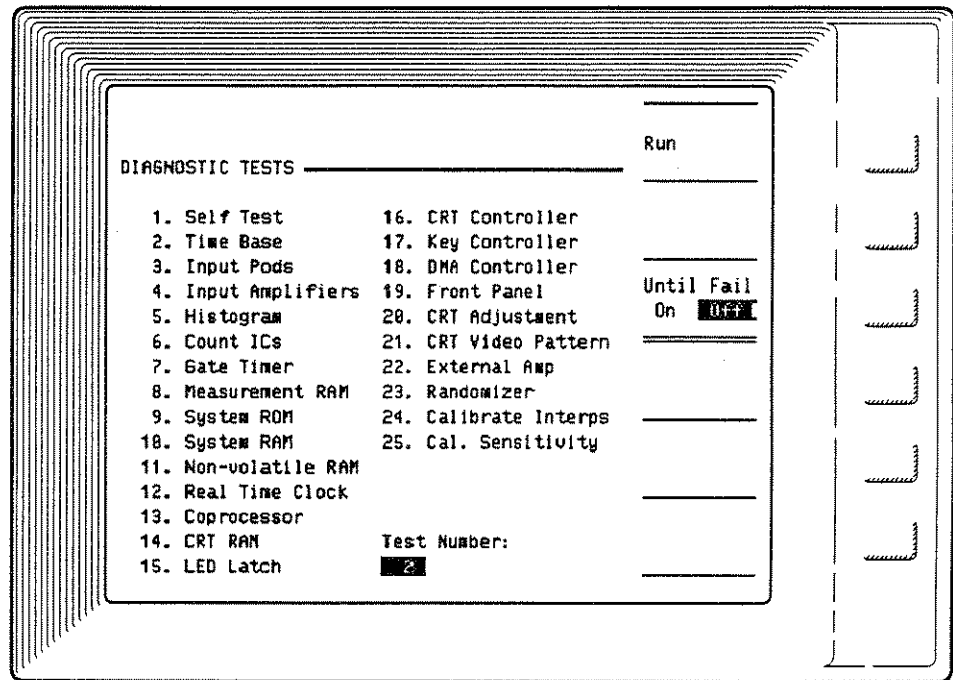 DIAGNOSTIC TESTS
1. Self Test
2. Time Base
3. Input Pods
4. Input Amplifiers
5. Histogram
6. Count ICs
7. Gate Timer
8. Measurement RAM
9. System ROM
10. System RAM
11. Non-volatile RAM
12. Real Time Clock
13. Coprocessor
14. CRT RAM
15. LED Latch
16. CRT Controller
17. Key Controller
18. DMA Controller
19. Front Panel
20. CRT Adjustment
21. CRT Video Pattern
22. External Amp
23. Randomizer
24. Calibrate Interps
25. Cal. Sensitivity
Test Number:
2
Run
Until Fail
On Off